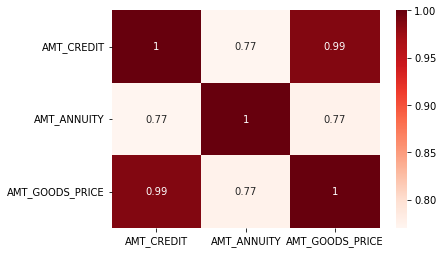 AMT_CREDIT 1 0.77 0.99
AMT_ANNUITY 0.77 1 0.77
AMT_GOODS_PRICE 0.99 0.77 1
AMT_CREDIT AMT_ANNUITY AMT_GOODS_PRICE
1.00
0.95
0.90
0.85
0.80